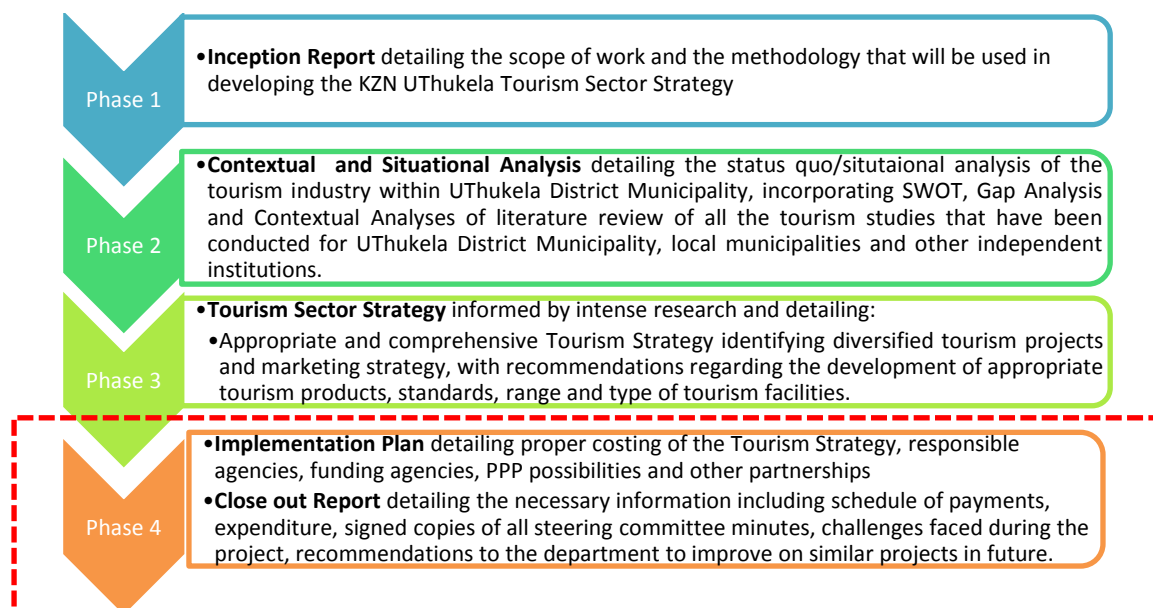 Phase 1
•Inception Report detailing the scope of work and the methodology that will be used in
developing the KZN UThukela Tourism Sector Strategy
Phase 2
•Contextual and Situational Analysis detailing the status quo/situtaional analysis of the
tourism industry within UThukela District Municipality, incorporating SWOT, Gap Analysis
and Contextual Analyses of literature review of all the tourism studies that have been
conducted for UThukela District Municipality, local municipalities and other independent
institutions.
Phase 3
•Tourism Sector Strategy informed by intense research and detailing:
•Appropriate and comprehensive Tourism Strategy identifying diversified tourism projects
and marketing strategy, with recommendations regarding the development of appropriate
tourism products, standards, range and type of tourism facilities.
Phase 4
•Implementation Plan detailing proper costing of the Tourism Strategy, responsible
agencies, funding agencies, PPP possibilities and other partnerships
•Close out Report detailing the necessary information including schedule of payments,
expenditure, signed copies of all steering committee minutes, challenges faced during the
project, recommendations to the department to improve on similar projects in future.